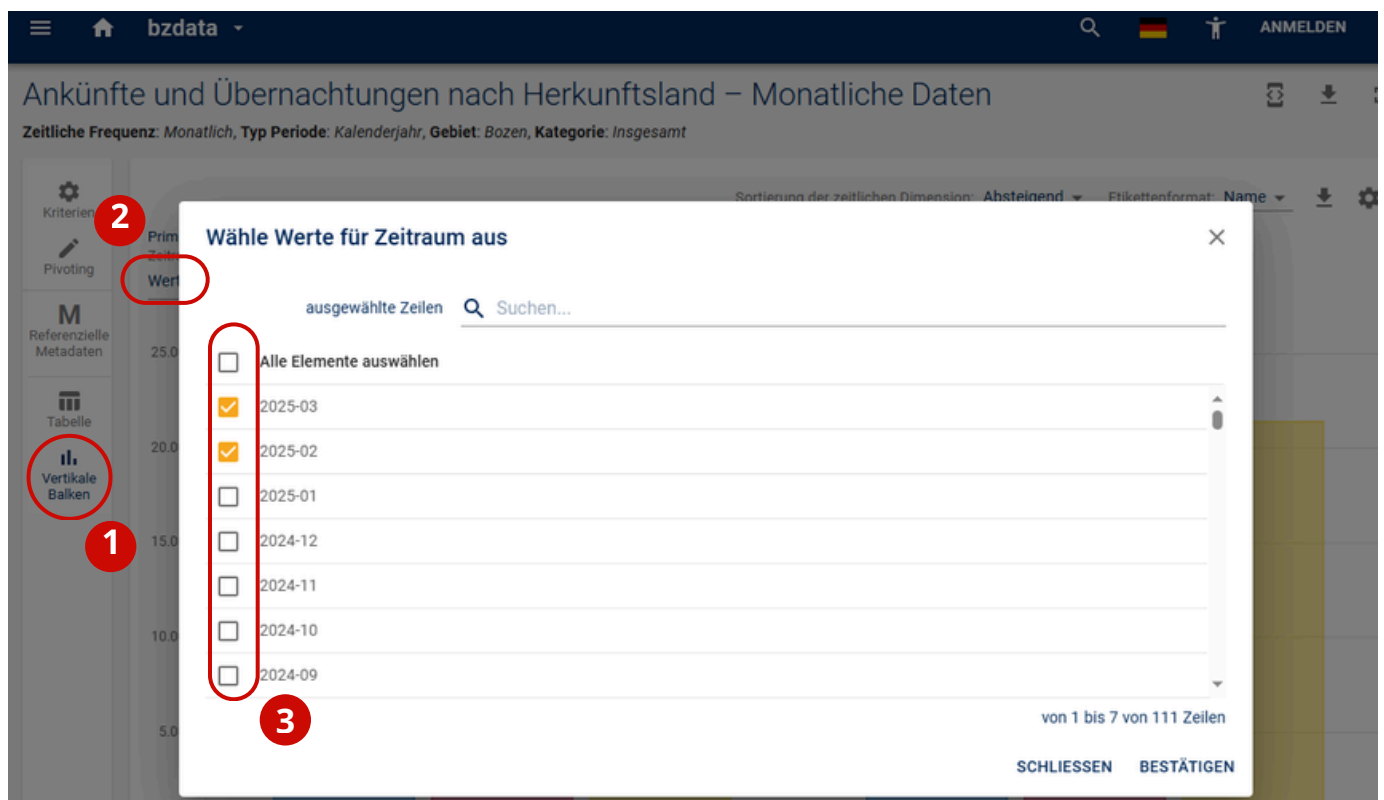 bzdata
ANMELDEN
Ankünfte und Übernachtungen nach Herkunftsland – Monatliche Daten
Zeitliche Frequenz: Monatlich, Typ Periode: Kalenderjahr, Gebiet: Bozen, Kategorie: Insgesamt
Kriterien
2
Pivoting
M
Referenzielle
Metadaten
Tabelle
Vertikale
Balken
1
Sortierung der zeitlichen Dimension: Absteigend Etikettenformat: Name
Prim
Wert
25.0
20.0
15.0
10.0
5.0
Wähle Werte für Zeitraum aus
ausgewählte Zeilen Suchen...
Alle Elemente auswählen
2025-03
2025-02
2025-01
2024-12
2024-11
2024-10
2024-09
3
von 1 bis 7 von 111 Zeilen
SCHLIESSEN BESTÄTIGEN